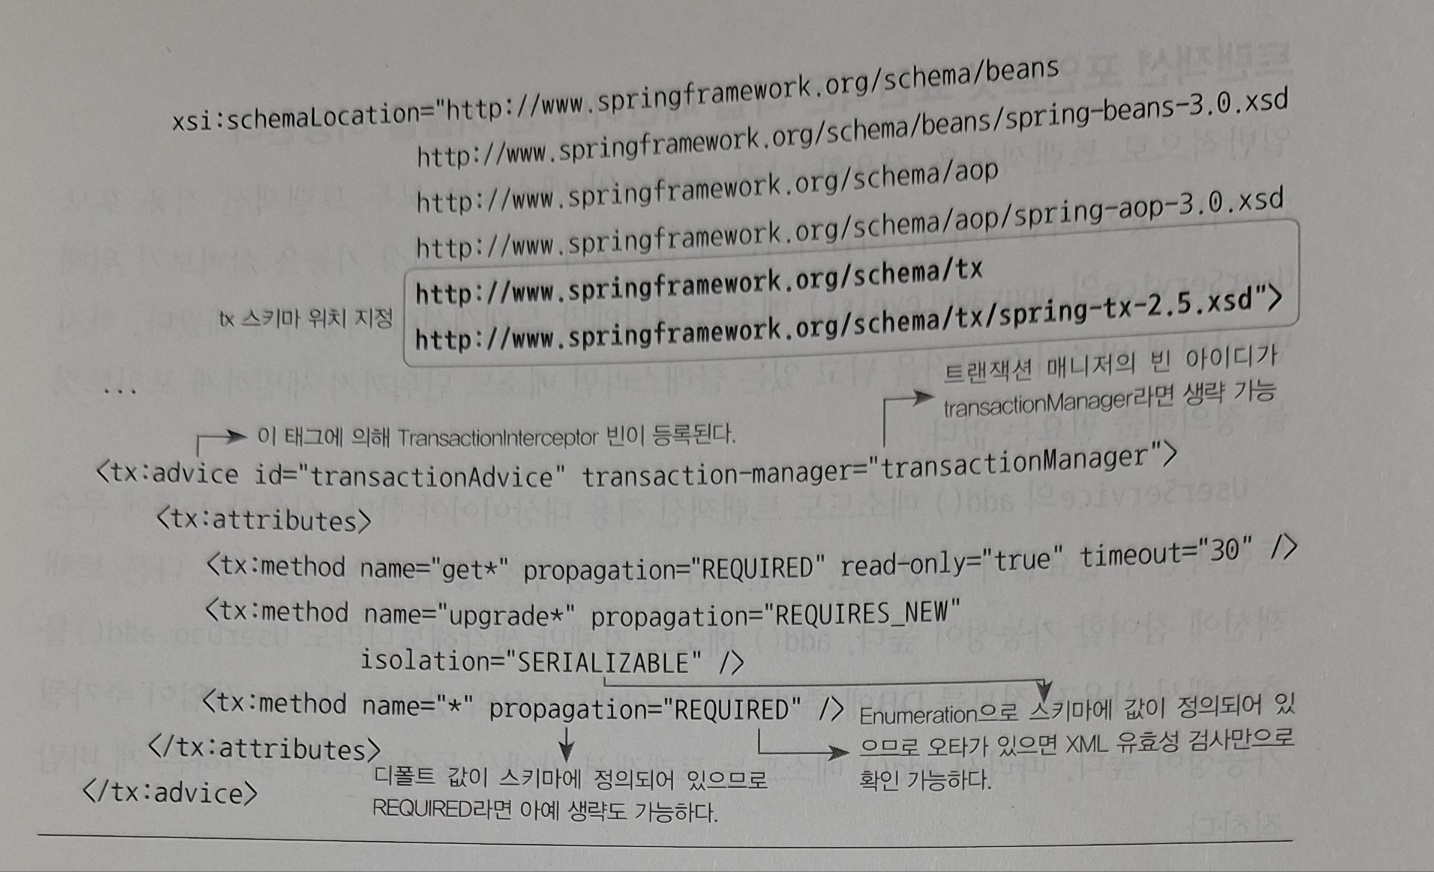 xsi:schemaLocation="http://www.springframework.org/schema/beans
http://www.springframework.org/schema/beans/spring-beans-3.0.xsd
http://www.springframework.org/schema/aop
http://www.springframework.org/schema/aop/spring-aop-3.0.xsd
http://www.springframework.org/schema/tx
tx 스키마 위치 지정
http://www.springframework.org/schema/tx/spring-tx-2.5.xsd">
...
트랜잭션 매니저의 빈 아이디가
transactionManager라면 생략 가능
이 태그에 의해 TransactionInterceptor 빈이 등록된다.
<tx:advice id="transactionAdvice" transaction-manager="transactionManager">
<tx:attributes>
<tx:method name="get*" propagation="REQUIRED" read-only="true" timeout="30" />
<tx:method name="upgrade*" propagation="REQUIRES_NEW"
isolation="SERIALIZABLE" />
<tx:method name="*" propagation="REQUIRED" />
Enumeration으로 스키마에 값이 정의되어 있
으므로 오타가 있으면 XML 유효성 검사만으로
확인 가능하다.
</tx:attributes>
디폴트 값이 스키마에 정의되어 있으므로
REQUIRED라면 아예 생략도 가능하다.
</tx:advice>